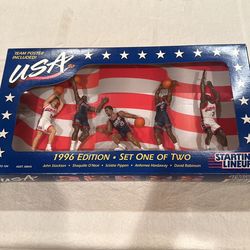 TEAM POSTER
INCLUDED!
USA
1996 EDITION • SET ONE OF TWO
John Stockton • Shaquille O'Neal • Scottie Pippen • Anfernee Hardaway • David Robinson
STARTING
LINEUP